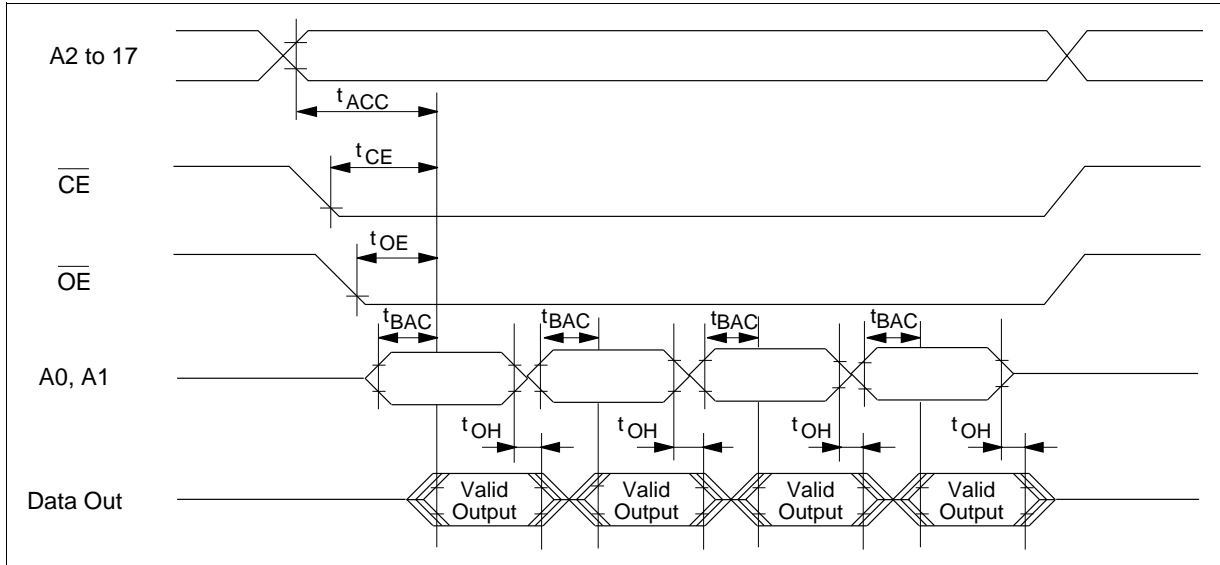 A2 to 17
tACC
tCE
CE
tOE
OE
tBAC tBAC tBAC tBAC
A0, A1
tOH tOH tOH tOH
Data Out
Valid Output Valid Output Valid Output Valid Output